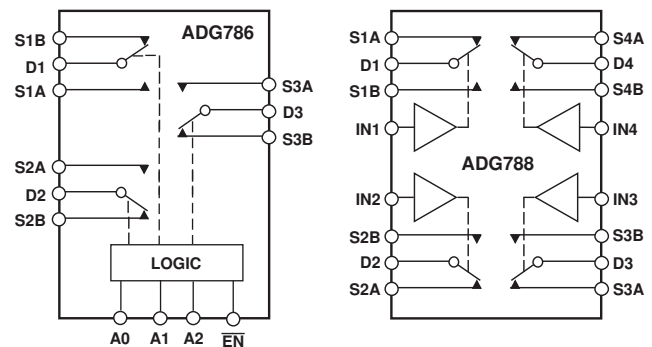 ADG786
S1B
D1
S1A
S3A
D3
S3B
S2A
D2
S2B
LOGIC
A0 A1 A2 EN
S1A S4A
D1 D4
S1B S4B
IN1 IN4
ADG788
IN2 IN3
S2B S3B
D2 D3
S2A S3A